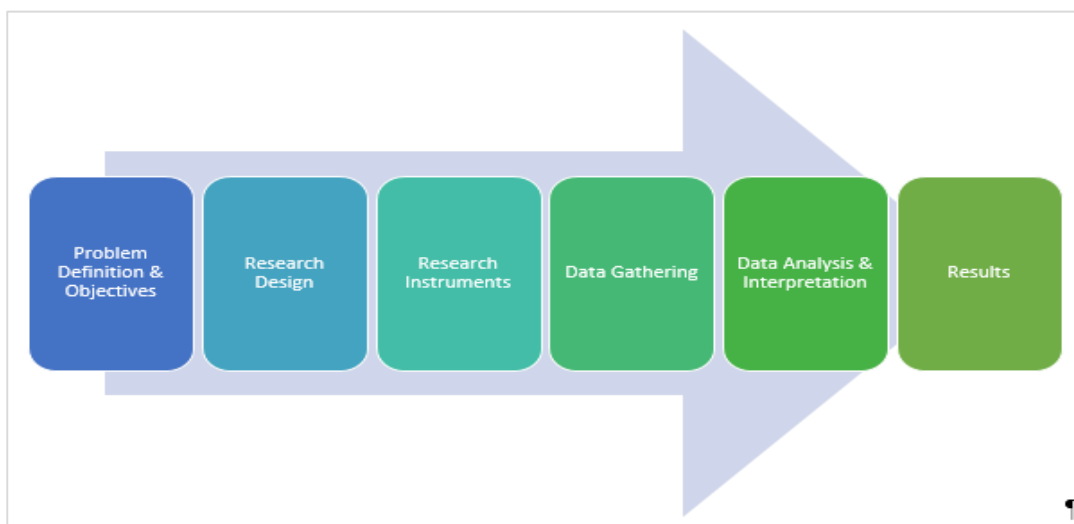 Problem
Definition &
Objectives
Research
Design
Research
Instruments
Data Gathering
Data Analysis &
Interpretation
Results
¶